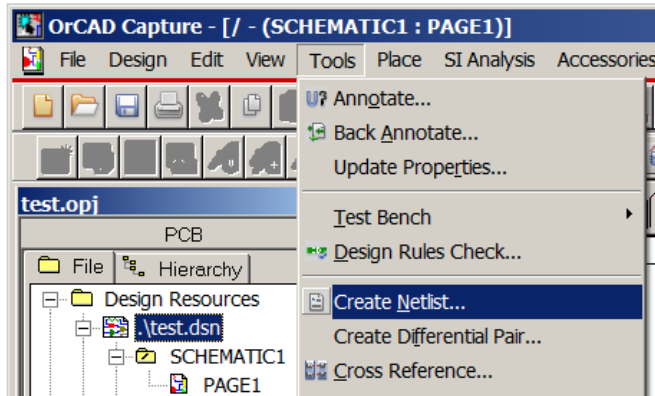 OrCAD Capture - [/ - (SCHEMATIC1 : PAGE1)]
File Design Edit View Tools Place SI Analysis Accessories
U? Annotate...
Back Annotate...
Update Properties...
test.opj
PCB
Test Bench
File Hierarchy
Design Rules Check...
Design Resources
Create Netlist...
.\test.dsn
Create Differential Pair...
SCHEMATIC1
Cross Reference...
PAGE1